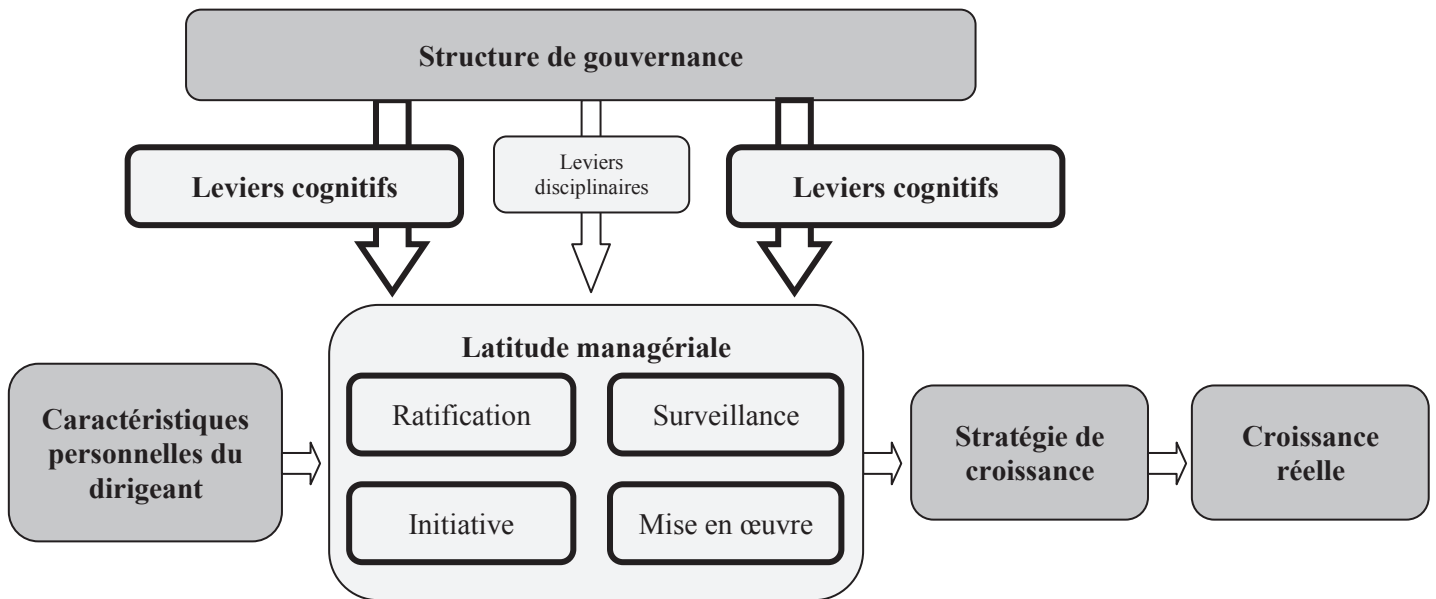 Structure de gouvernance
Leviers cognitifs
Leviers
disciplinaires
Leviers cognitifs
Latitude managériale
Ratification
Surveillance
Initiative
Mise en œuvre
Caractéristiques
personnelles du
dirigeant
Stratégie de
croissance
Croissance
réelle